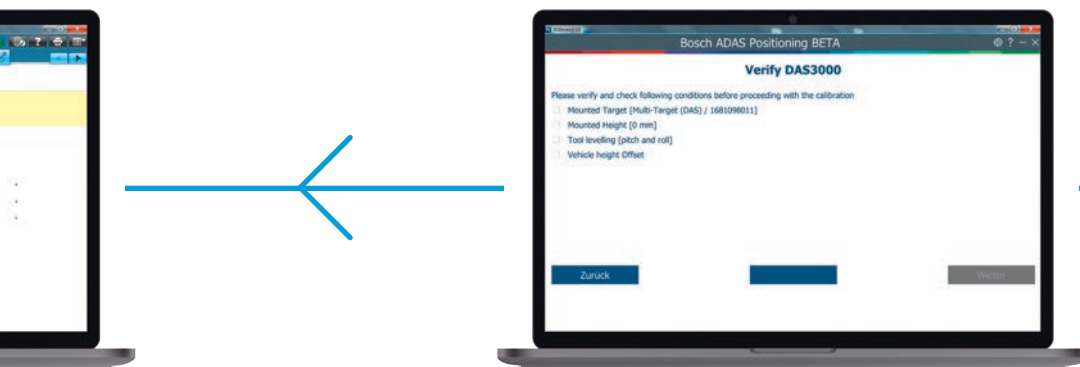 Bosch ADAS Positioning BETA
Verify DAS3000
Please verify and check following conditions before proceeding with the calibration
Mounted Target [Multi-Target (DAS) / 1681098011]
Mounted Height [0 mm]
Tool levelling [pitch and roll]
Vehicle height Offset
Zurück
Weiter